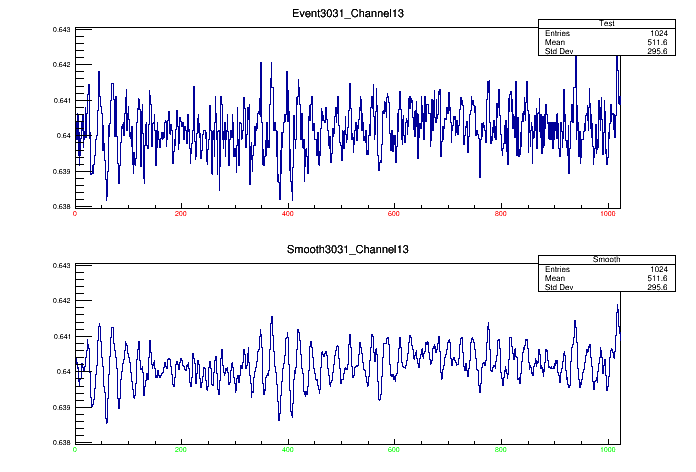 Event3031_Channel13
Test
Entries 1024
Mean 511.6
Std Dev 295.6
0.643
0.642
0.641
0.64
0.639
0.638
0 200 400 600 800 1000
Smooth3031_Channel13
Smooth
Entries 1024
Mean 511.6
Std Dev 295.6
0.643
0.642
0.641
0.64
0.639
0.638
0 200 400 600 800 1000